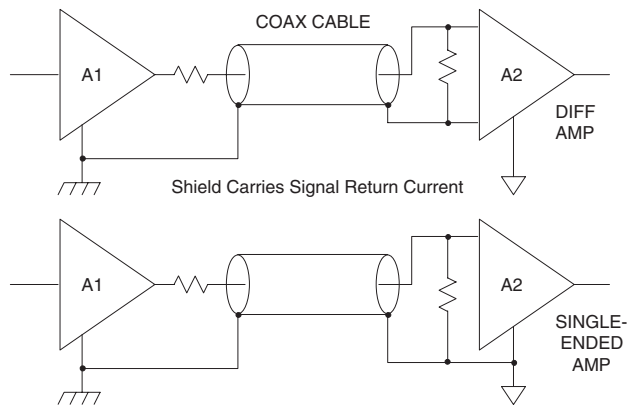 COAX CABLE
A1
A2
DIFF
AMP
Shield Carries Signal Return Current
A1
A2
SINGLE-
ENDED
AMP